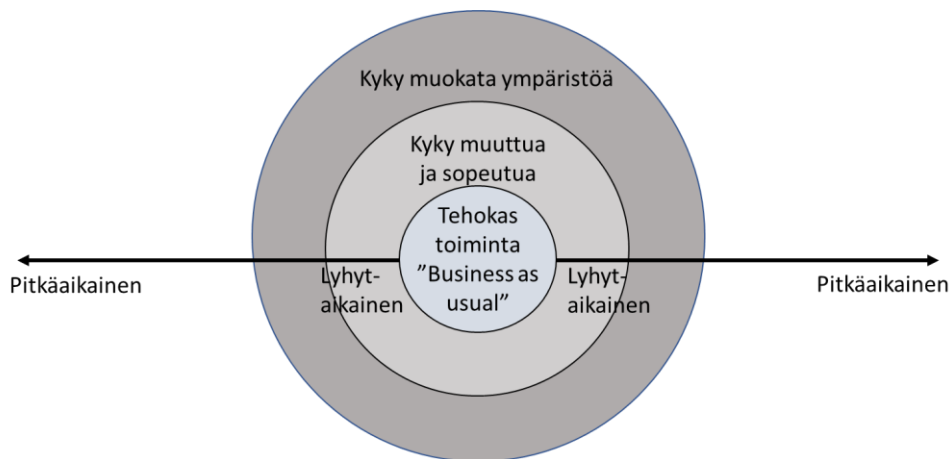 Kyky muokata ympäristöä
Kyky muuttua
ja sopeutua
Tehokas
toiminta
”Business as
usual”
Lyhyt-
aikainen
Lyhyt-
aikainen
Pitkäaikainen
Pitkäaikainen